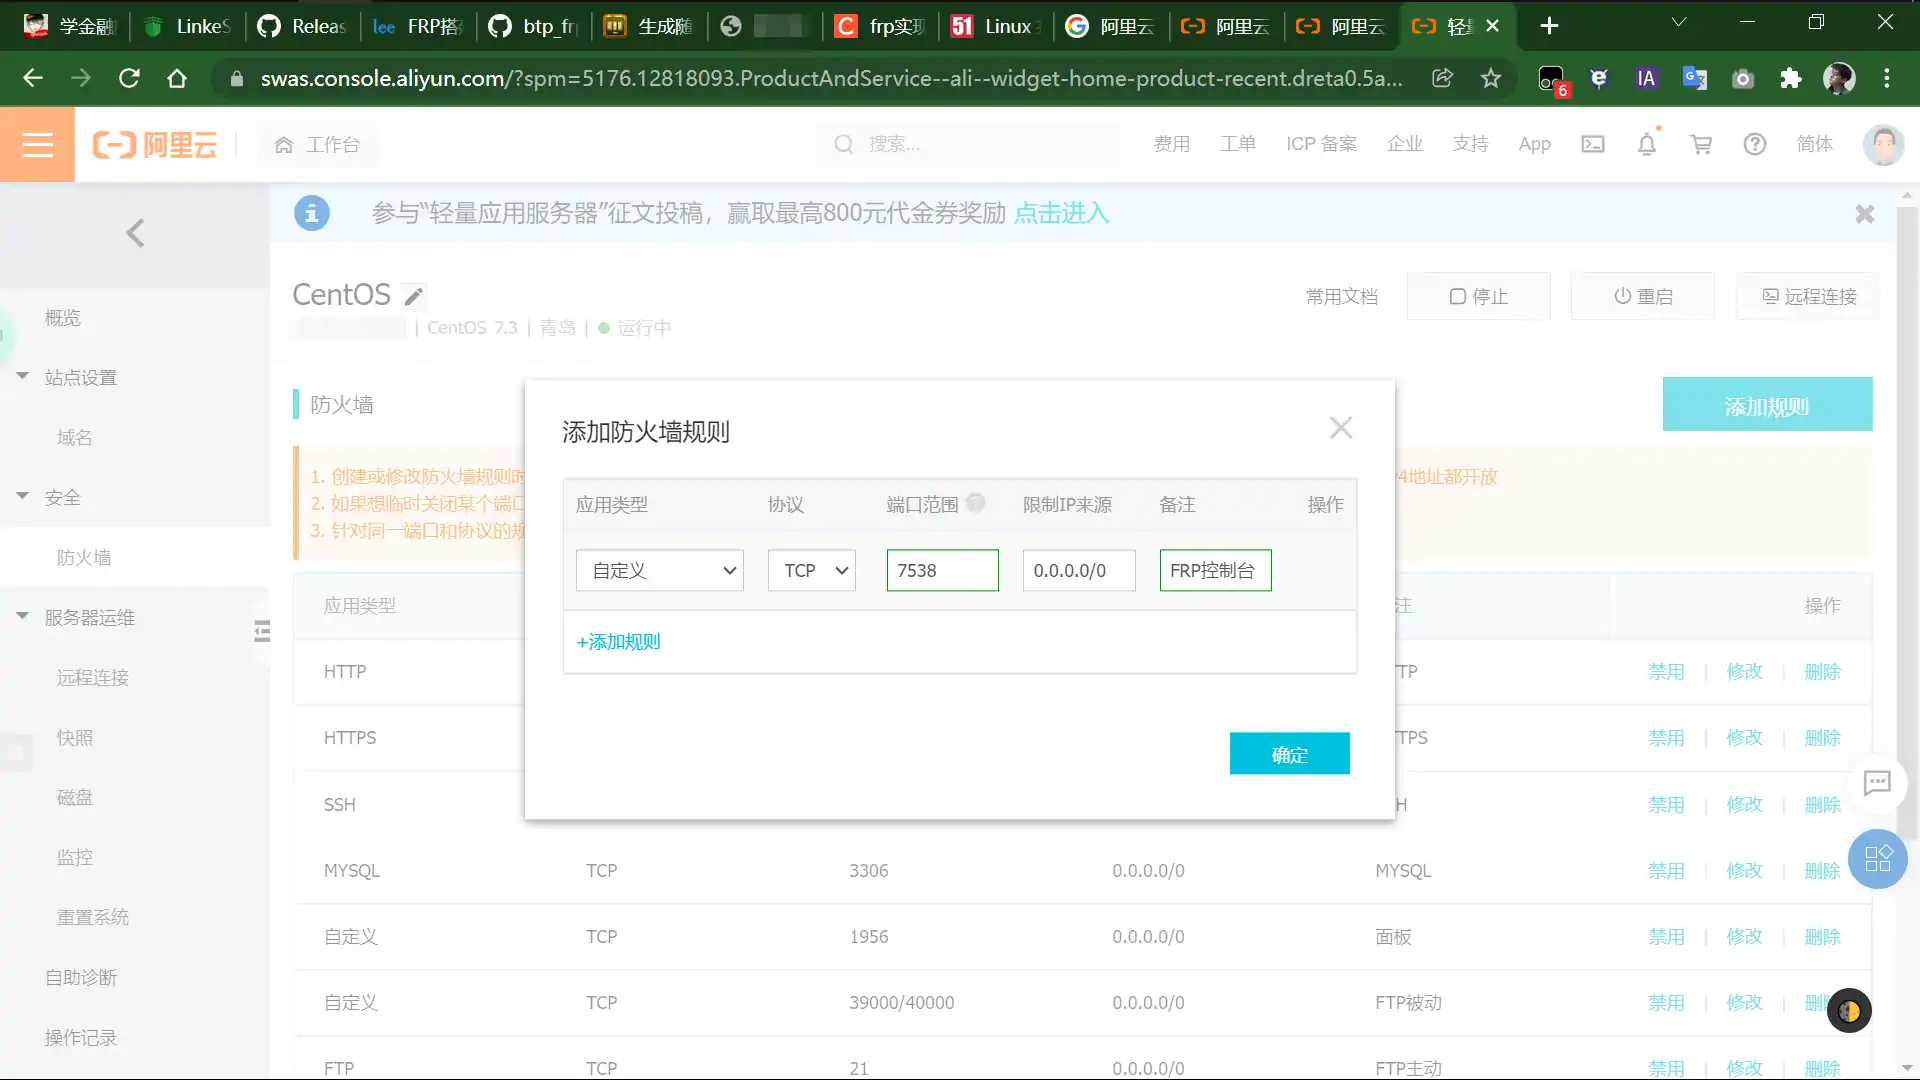 学金融
LinkeS
Releas
FRP搭
btp_fr
生成随
frp实现
Linux
阿里云
阿里云
阿里云
轻量
swas.console.aliyun.com/?spm=5176.12818093.ProductAndService--ali--widget-home-product-recent.dreta0.5a...
6
IA
阿里云
工作台
搜索...
费用
工单
ICP 备案
企业
支持
App
简体
参与“轻量应用服务器”征文投稿，赢取最高800元代金券奖励 点击进入
概览
站点设置
域名
安全
防火墙
服务器运维
远程连接
快照
磁盘
监控
重置系统
自助诊断
操作记录
CentOS
CentOS 7.3 | 青岛 | 运行中
常用文档
停止
重启
远程连接
防火墙
添加规则
1. 创建或修改防火墙规则时
4地址都开放
2. 如果想临时关闭某个端口
3. 针对同一端口和协议的规
添加防火墙规则
应用类型 协议 端口范围 限制IP来源 备注 操作
自定义 TCP 7538 0.0.0.0/0 FRP控制台
+添加规则
确定
应用类型 注 操作
HTTP TP 禁用 修改 删除
HTTPS TPS 禁用 修改 删除
SSH H 禁用 修改 删除
MYSQL TCP 3306 0.0.0.0/0 MYSQL 禁用 修改 删除
自定义 TCP 1956 0.0.0.0/0 面板 禁用 修改 删除
自定义 TCP 39000/40000 0.0.0.0/0 FTP被动 禁用 修改 删
FTP TCP 21 0.0.0.0/0 FTP主动 禁用 修改 删除